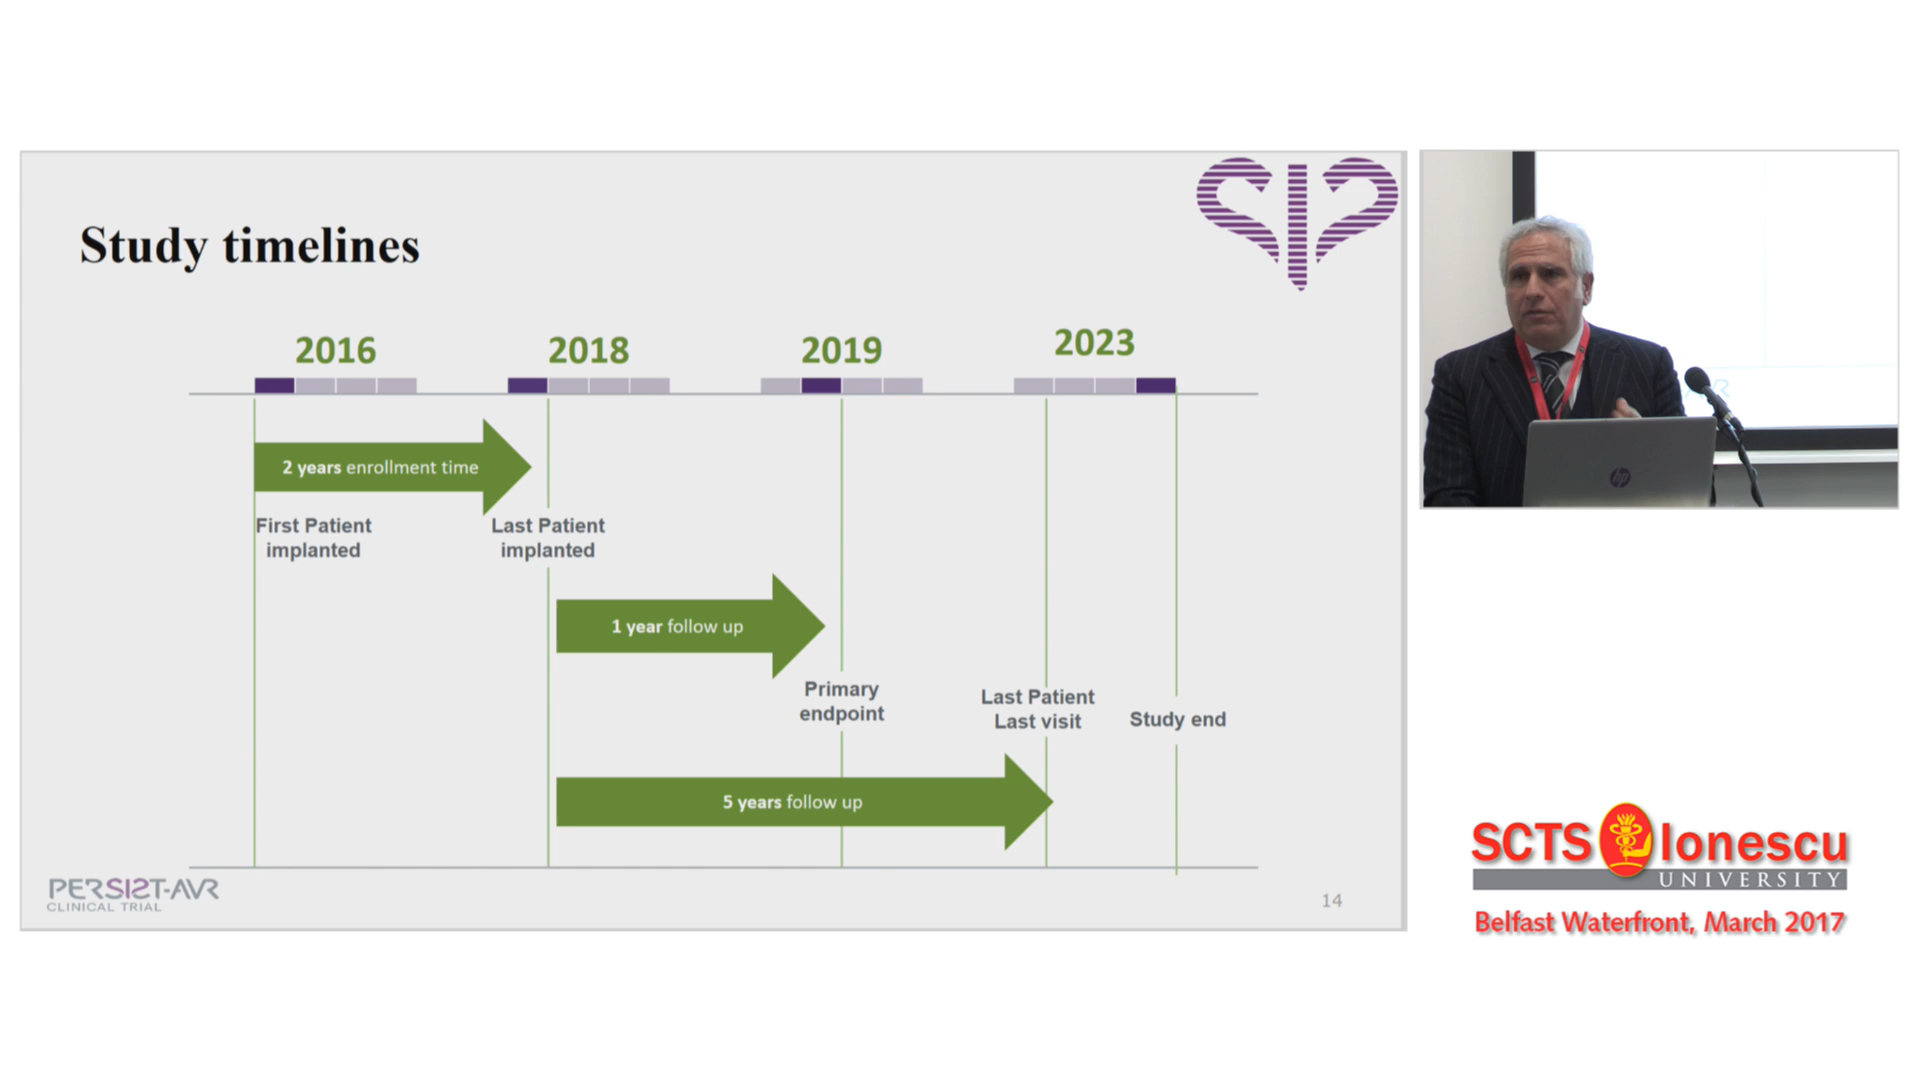 Study timelines
2016
2018
2019
2023
2 years enrollment time
First Patient
implanted
Last Patient
implanted
1 year follow up
Primary
endpoint
Last Patient
Last visit
Study end
5 years follow up
PERSIST-AVR
CLINICAL TRIAL
14
hp
SCTS Ionescu
UNIVERSITY
Belfast Waterfront, March 2017